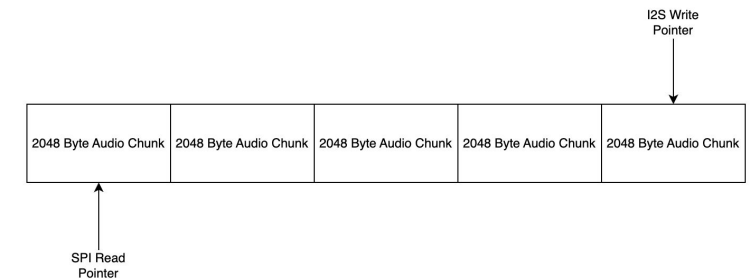 I2S Write
Pointer
2048 Byte Audio Chunk
2048 Byte Audio Chunk
2048 Byte Audio Chunk
2048 Byte Audio Chunk
2048 Byte Audio Chunk
SPI Read
Pointer